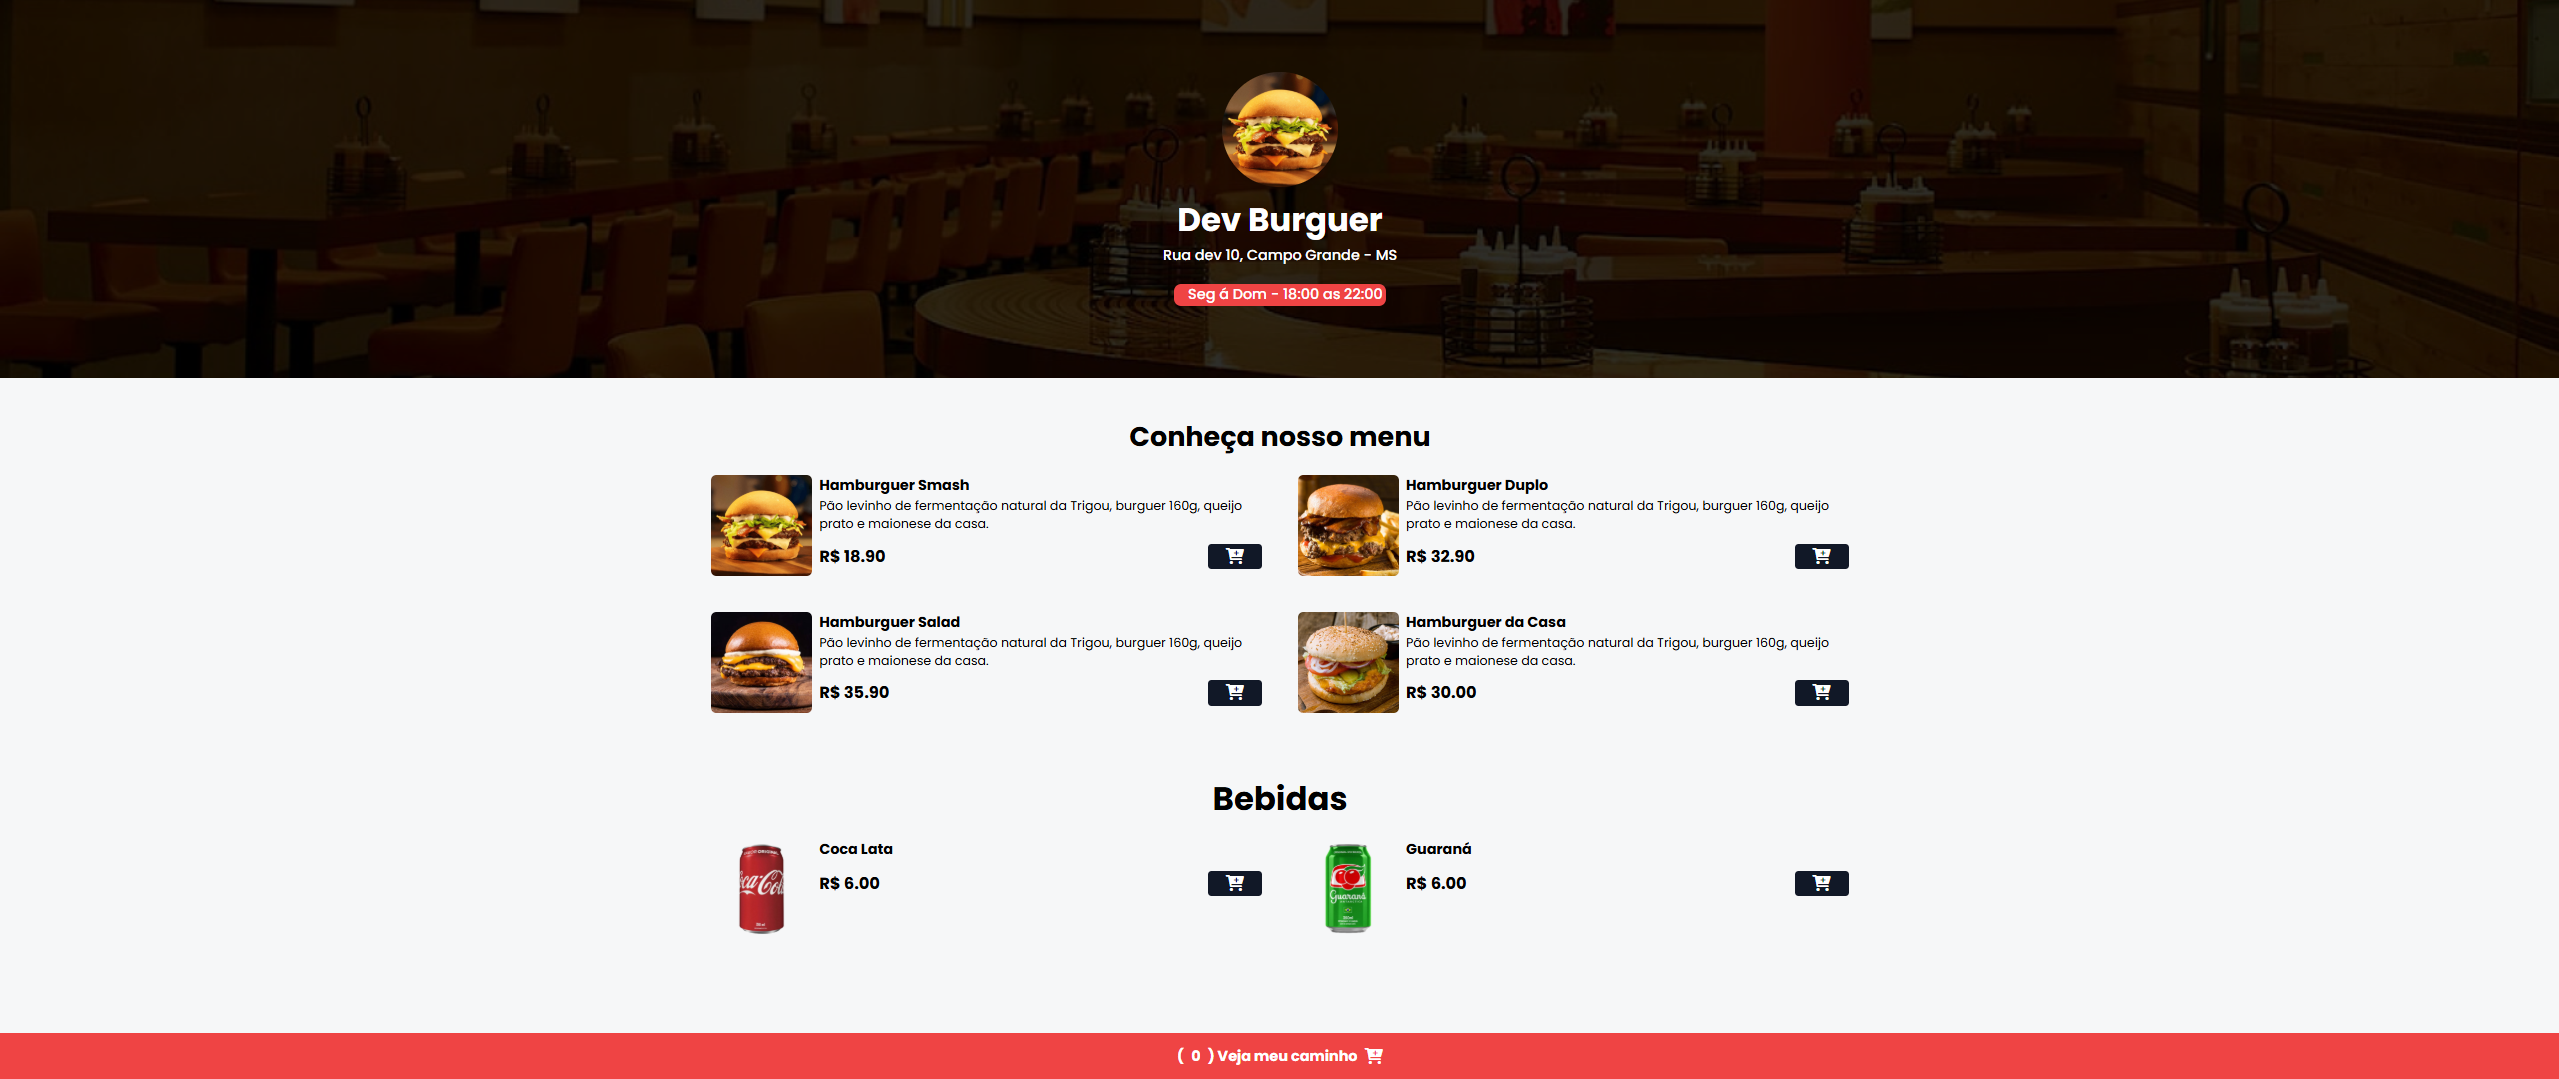 Dev Burguer
Rua dev 10, Campo Grande - MS
Seg á Dom - 18:00 as 22:00
Conheça nosso menu
Hamburguer Smash
Pão levinho de fermentação natural da Trigou, burguer 160g, queijo
prato e maionese da casa.
R$ 18.90
Hamburguer Duplo
Pão levinho de fermentação natural da Trigou, burguer 160g, queijo
prato e maionese da casa.
R$ 32.90
Hamburguer Salad
Pão levinho de fermentação natural da Trigou, burguer 160g, queijo
prato e maionese da casa.
R$ 35.90
Hamburguer da Casa
Pão levinho de fermentação natural da Trigou, burguer 160g, queijo
prato e maionese da casa.
R$ 30.00
Bebidas
Coca Lata
R$ 6.00
Guaraná
R$ 6.00
Guaraná
( 0 ) Veja meu caminho